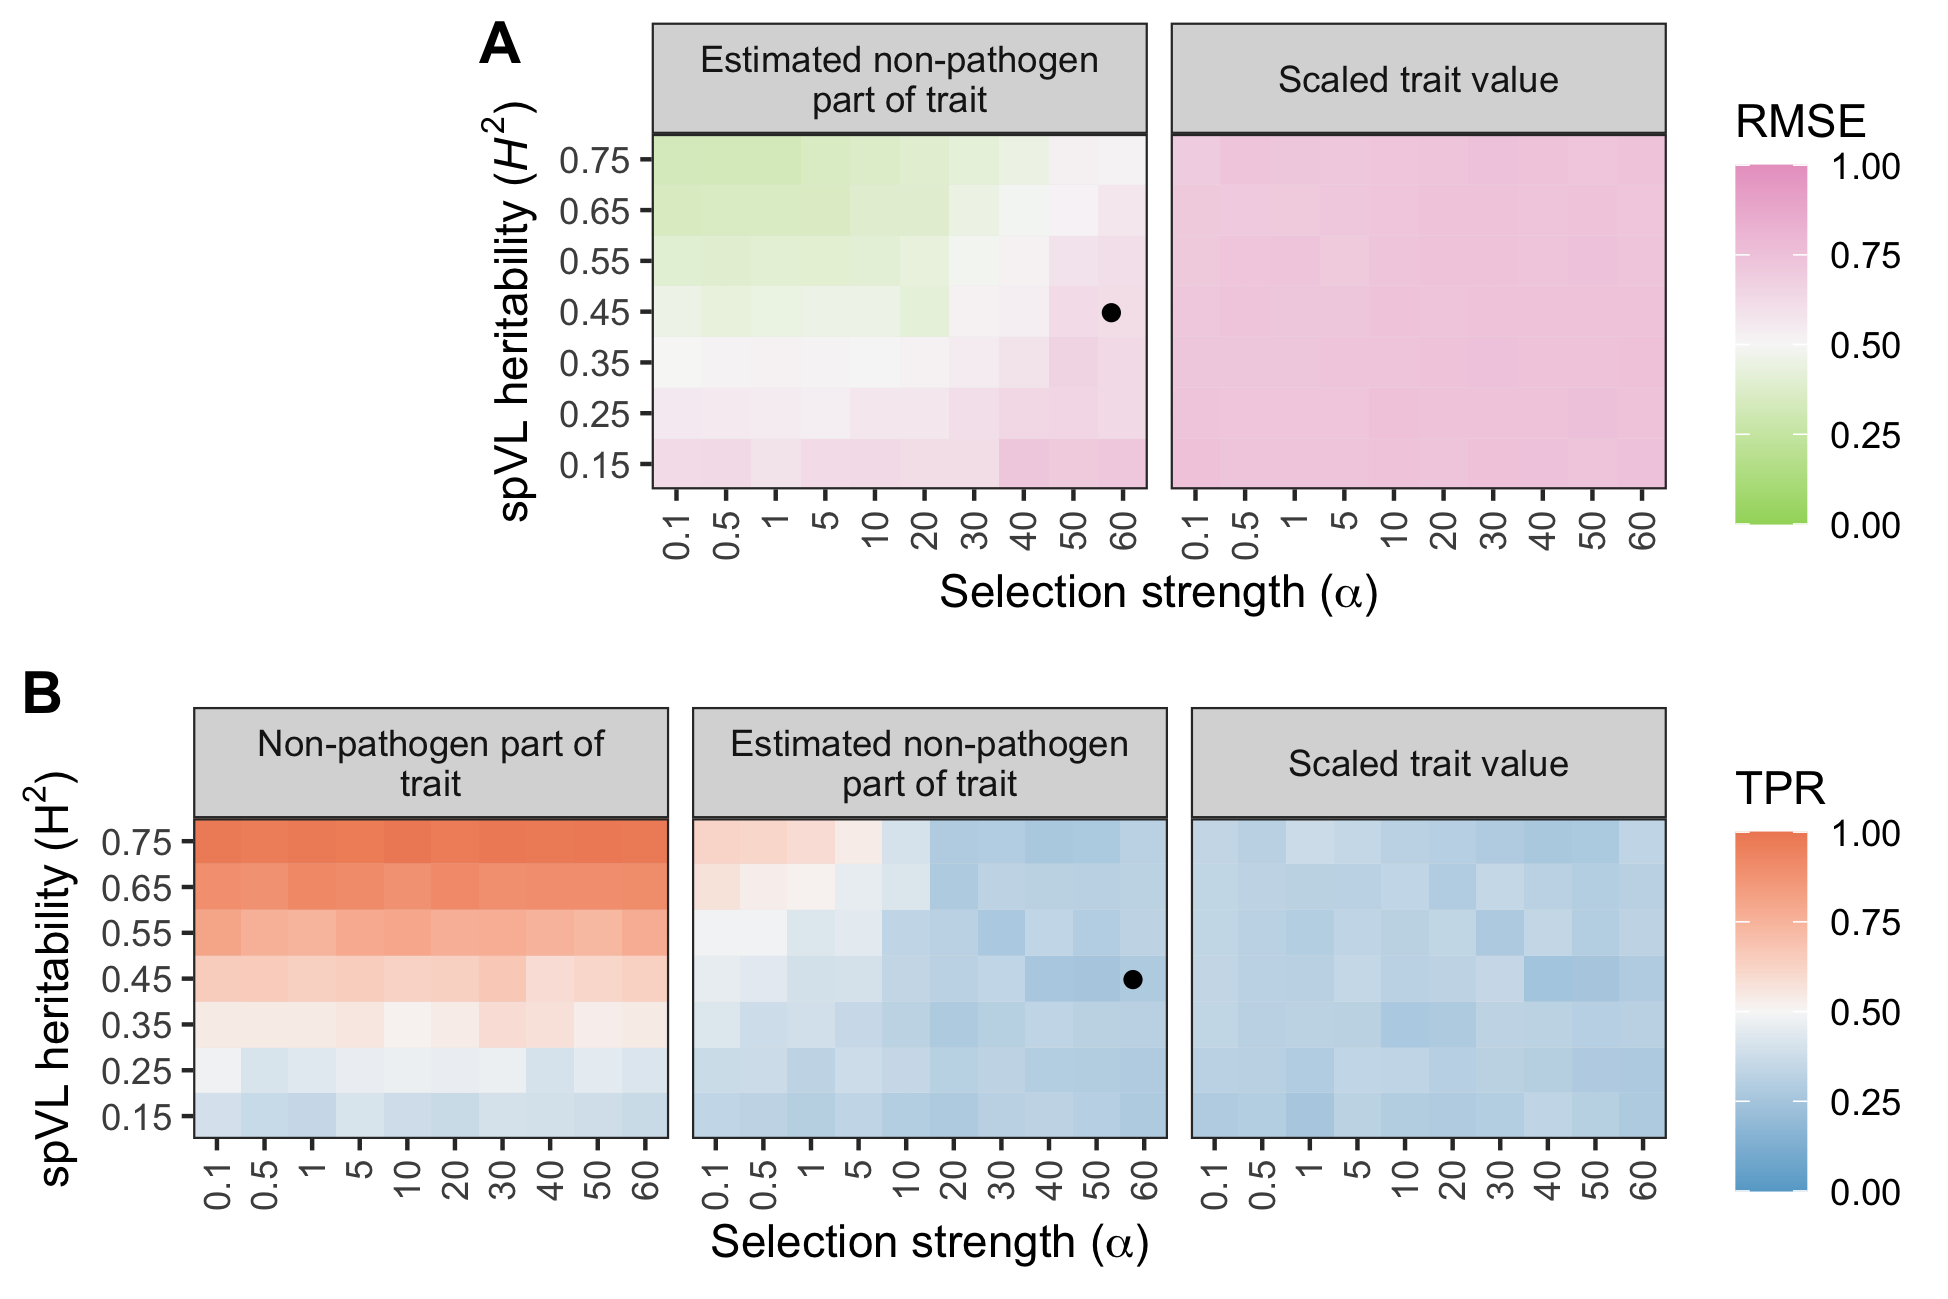 A
Estimated non-pathogen
part of trait
Scaled trait value
spVL heritability (H²)
0.75
0.65
0.55
0.45
0.35
0.25
0.15
0.1 0.5 1 5 10 20 30 40 50 60
0.1 0.5 1 5 10 20 30 40 50 60
Selection strength (α)
RMSE
1.00
0.75
0.50
0.25
0.00
B
Non-pathogen part of
trait
Estimated non-pathogen
part of trait
Scaled trait value
spVL heritability (H²)
0.75
0.65
0.55
0.45
0.35
0.25
0.15
0.1 0.5 1 5 10 20 30 40 50 60
0.1 0.5 1 5 10 20 30 40 50 60
0.1 0.5 1 5 10 20 30 40 50 60
Selection strength (α)
TPR
1.00
0.75
0.50
0.25
0.00